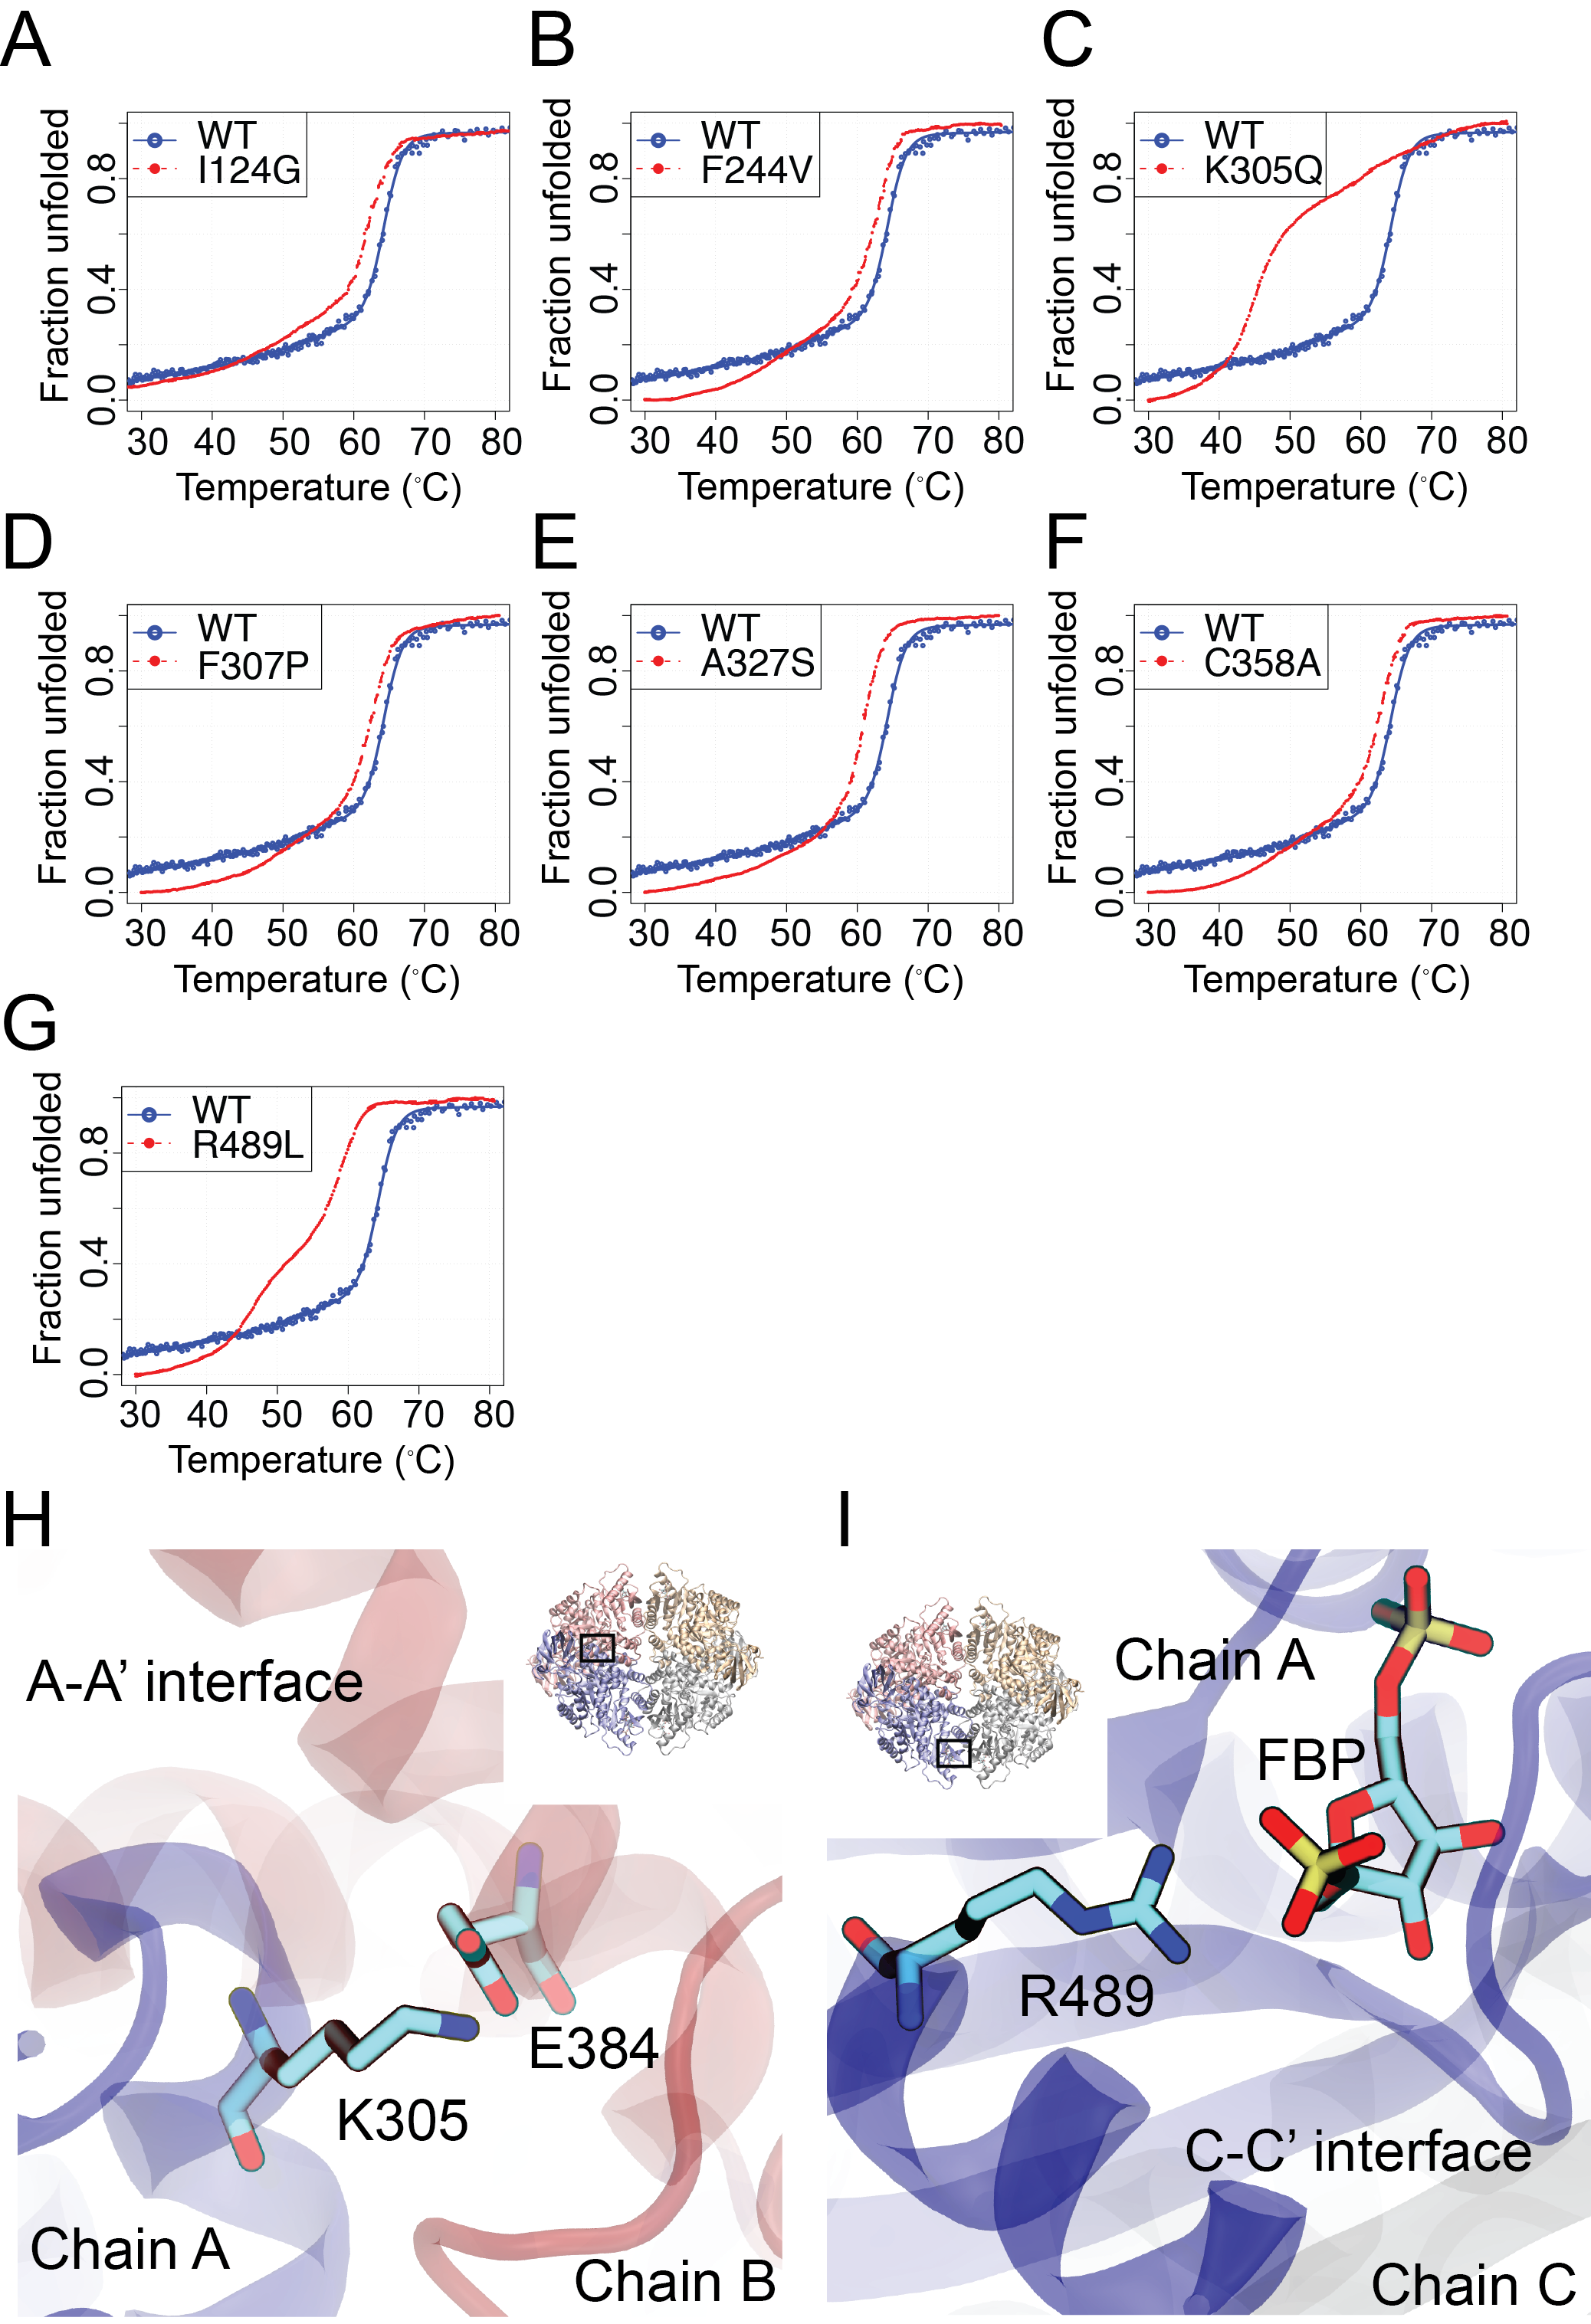 A
B
C
WT
I124G
WT
F244V
WT
K305Q
Fraction unfolded
0.0 0.4 0.8
Fraction unfolded
0.0 0.4 0.8
Fraction unfolded
0.0 0.4 0.8
30 40 50 60 70 80
30 40 50 60 70 80
30 40 50 60 70 80
Temperature (°C)
Temperature (°C)
Temperature (°C)
D
E
F
WT
F307P
WT
A327S
WT
C358A
Fraction unfolded
0.0 0.4 0.8
Fraction unfolded
0.0 0.4 0.8
Fraction unfolded
0.0 0.4 0.8
30 40 50 60 70 80
30 40 50 60 70 80
30 40 50 60 70 80
Temperature (°C)
Temperature (°C)
Temperature (°C)
G
WT
R489L
Fraction unfolded
0.0 0.4 0.8
30 40 50 60 70 80
Temperature (°C)
H
A-A’ interface
E384
K305
Chain A
Chain B
I
Chain A
FBP
R489
C-C’ interface
Chain C